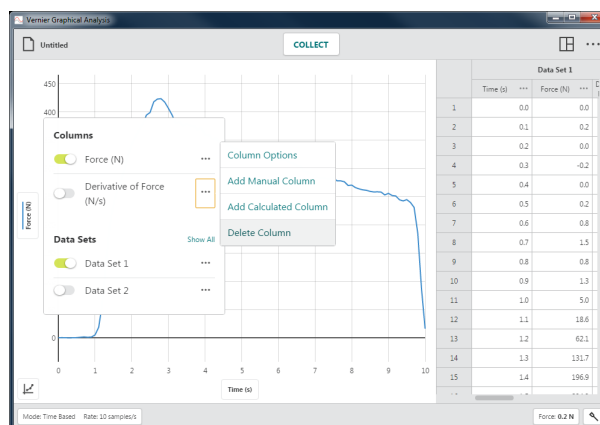 Vernier Graphical Analysis
Untitled
COLLECT
Data Set 1
Time (s) ··· Force (N) ···
1 0.0 0.0
2 0.1 0.2
3 0.2 0.0
4 0.3 -0.2
5 0.4 0.0
6 0.5 0.2
7 0.6 0.8
8 0.7 1.5
9 0.8 0.8
10 0.9 1.3
11 1.0 5.0
12 1.1 18.6
13 1.2 62.1
14 1.3 131.7
15 1.4 196.9
450
400
Force (N)
0
0 1 2 3 4 5 6 7 8 9 10
Time (s)
Columns
Force (N) ···
Derivative of Force
(N/s) ···
Data Sets Show All
Data Set 1 ···
Data Set 2 ···
Column Options
Add Manual Column
Add Calculated Column
Delete Column
Mode: Time Based Rate: 10 samples/s
Force: 0.2 N